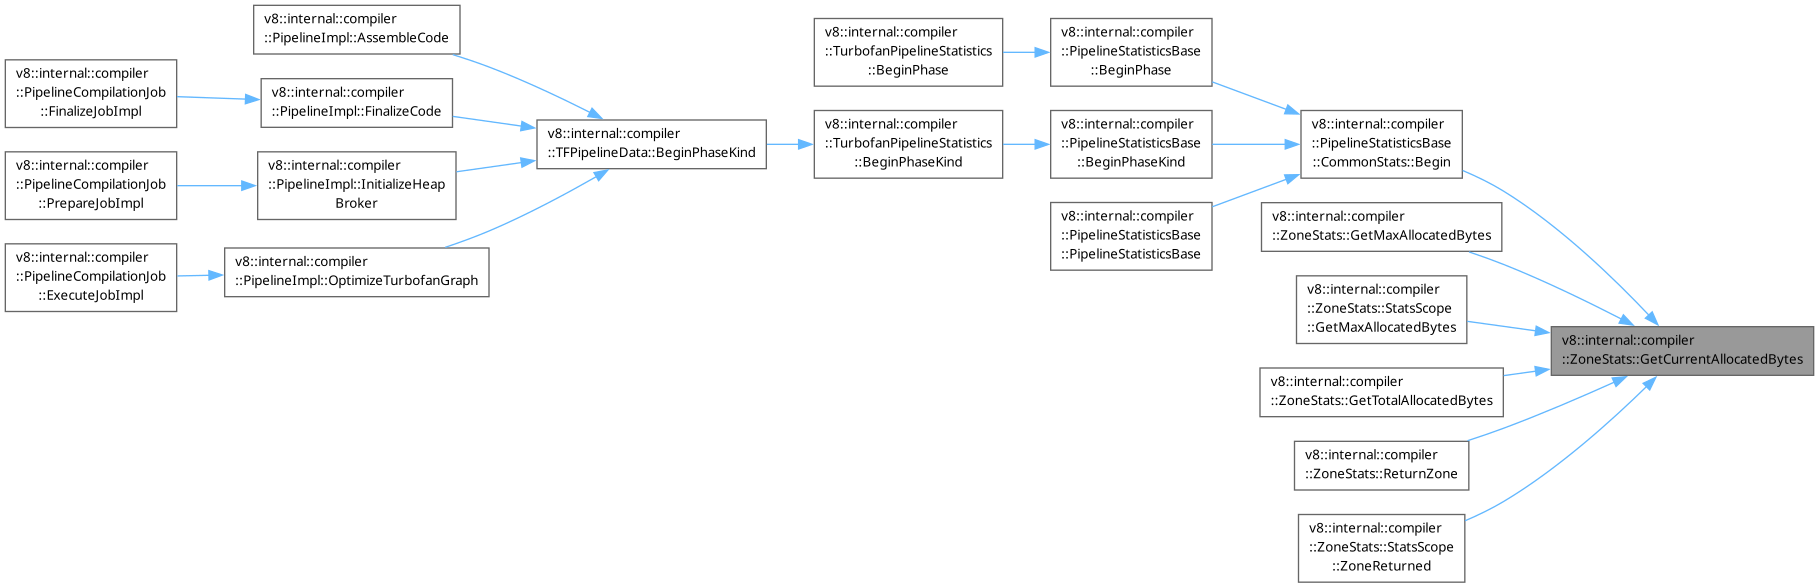 v8::internal::compiler
::PipelineImpl::AssembleCode
v8::internal::compiler
::PipelineCompilationJob
::FinalizeJobImpl
v8::internal::compiler
::PipelineImpl::FinalizeCode
v8::internal::compiler
::PipelineCompilationJob
::PrepareJobImpl
v8::internal::compiler
::PipelineImpl::InitializeHeap
Broker
v8::internal::compiler
::PipelineCompilationJob
::ExecuteJobImpl
v8::internal::compiler
::PipelineImpl::OptimizeTurbofanGraph
v8::internal::compiler
::TFPipelineData::BeginPhaseKind
v8::internal::compiler
::TurbofanPipelineStatistics
::BeginPhase
v8::internal::compiler
::TurbofanPipelineStatistics
::BeginPhaseKind
v8::internal::compiler
::PipelineStatisticsBase
::BeginPhase
v8::internal::compiler
::PipelineStatisticsBase
::BeginPhaseKind
v8::internal::compiler
::PipelineStatisticsBase
::PipelineStatisticsBase
v8::internal::compiler
::PipelineStatisticsBase
::CommonStats::Begin
v8::internal::compiler
::ZoneStats::GetMaxAllocatedBytes
v8::internal::compiler
::ZoneStats::StatsScope
::GetMaxAllocatedBytes
v8::internal::compiler
::ZoneStats::GetTotalAllocatedBytes
v8::internal::compiler
::ZoneStats::ReturnZone
v8::internal::compiler
::ZoneStats::StatsScope
::ZoneReturned
v8::internal::compiler
::ZoneStats::GetCurrentAllocatedBytes